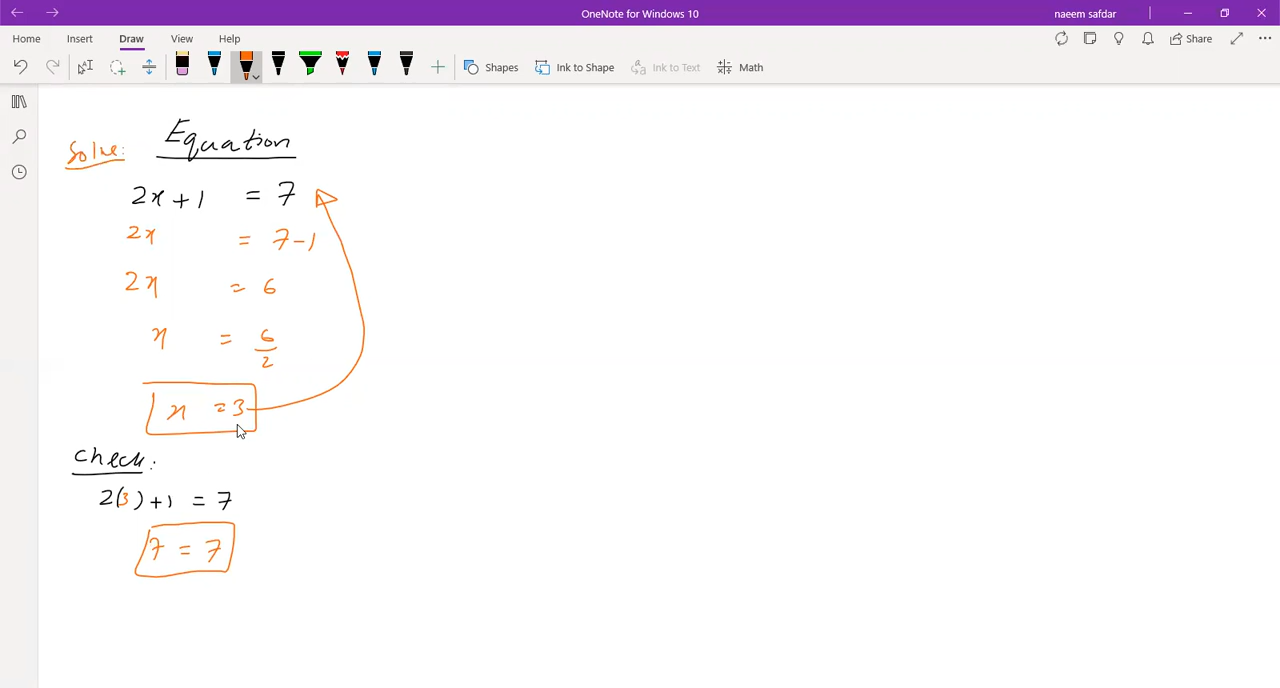 OneNote for Windows 10
naeem safdar
Home Insert Draw View Help
Share
Shapes Ink to Shape Ink to Text Math
Solve: Equation
2x+1 = 7
2x = 7-1
2x = 6
x = 6/2
x = 3
Check:
2(3)+1 = 7
7 = 7